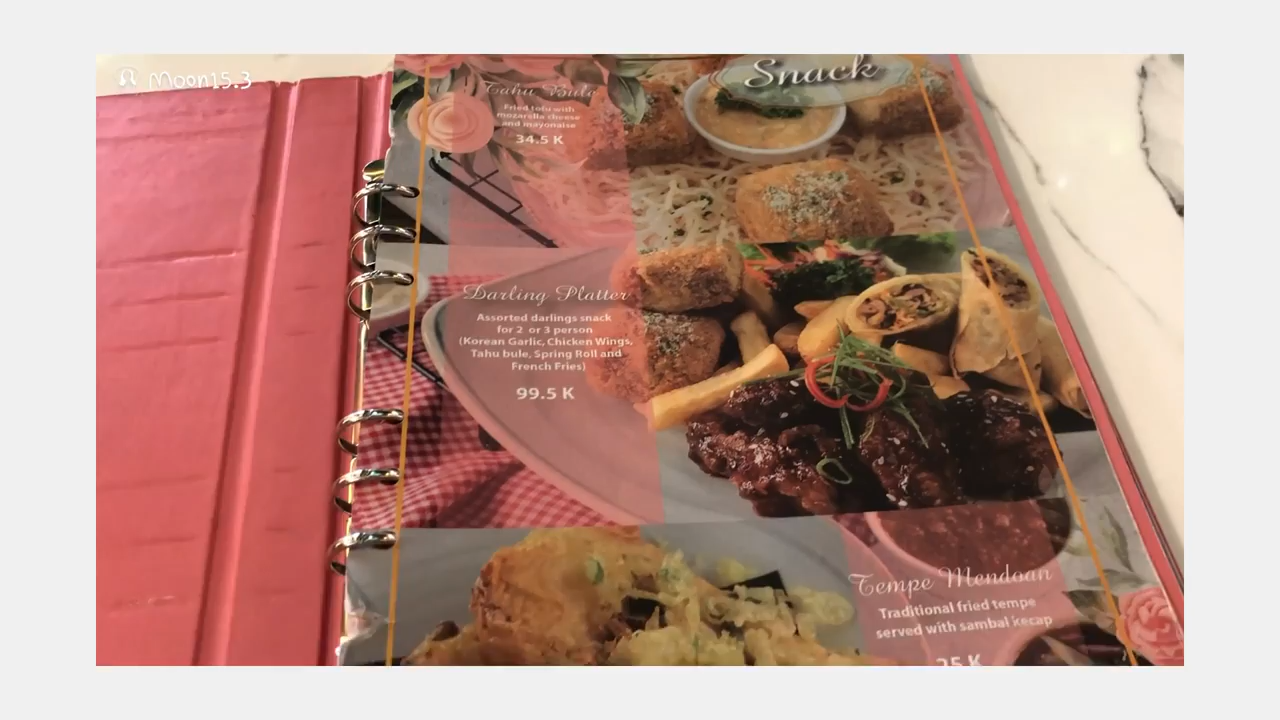 Moon15.3
Snack
Tahu Bule
Fried tofu with
mozarella cheese
and mayonaise
34.5 K
Darling Platter
Assorted darlings snack
for 2 or 3 person
(Korean Garlic, Chicken Wings,
Tahu bule, Spring Roll and
French Fries)
99.5 K
Tempe Mendoan
Traditional fried tempe
served with sambal kecap
25 K